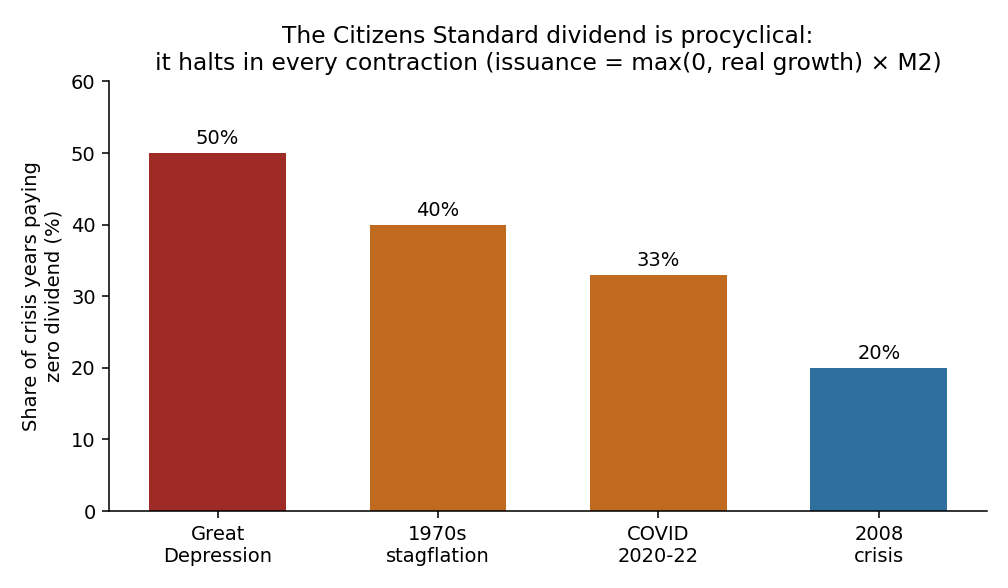 The Citizens Standard dividend is procyclical:
it halts in every contraction (issuance = max(0, real growth) × M2)
Share of crisis years paying
zero dividend (%)
60
50
40
30
20
10
0
50%
40%
33%
20%
Great
Depression
1970s
stagflation
COVID
2020-22
2008
crisis